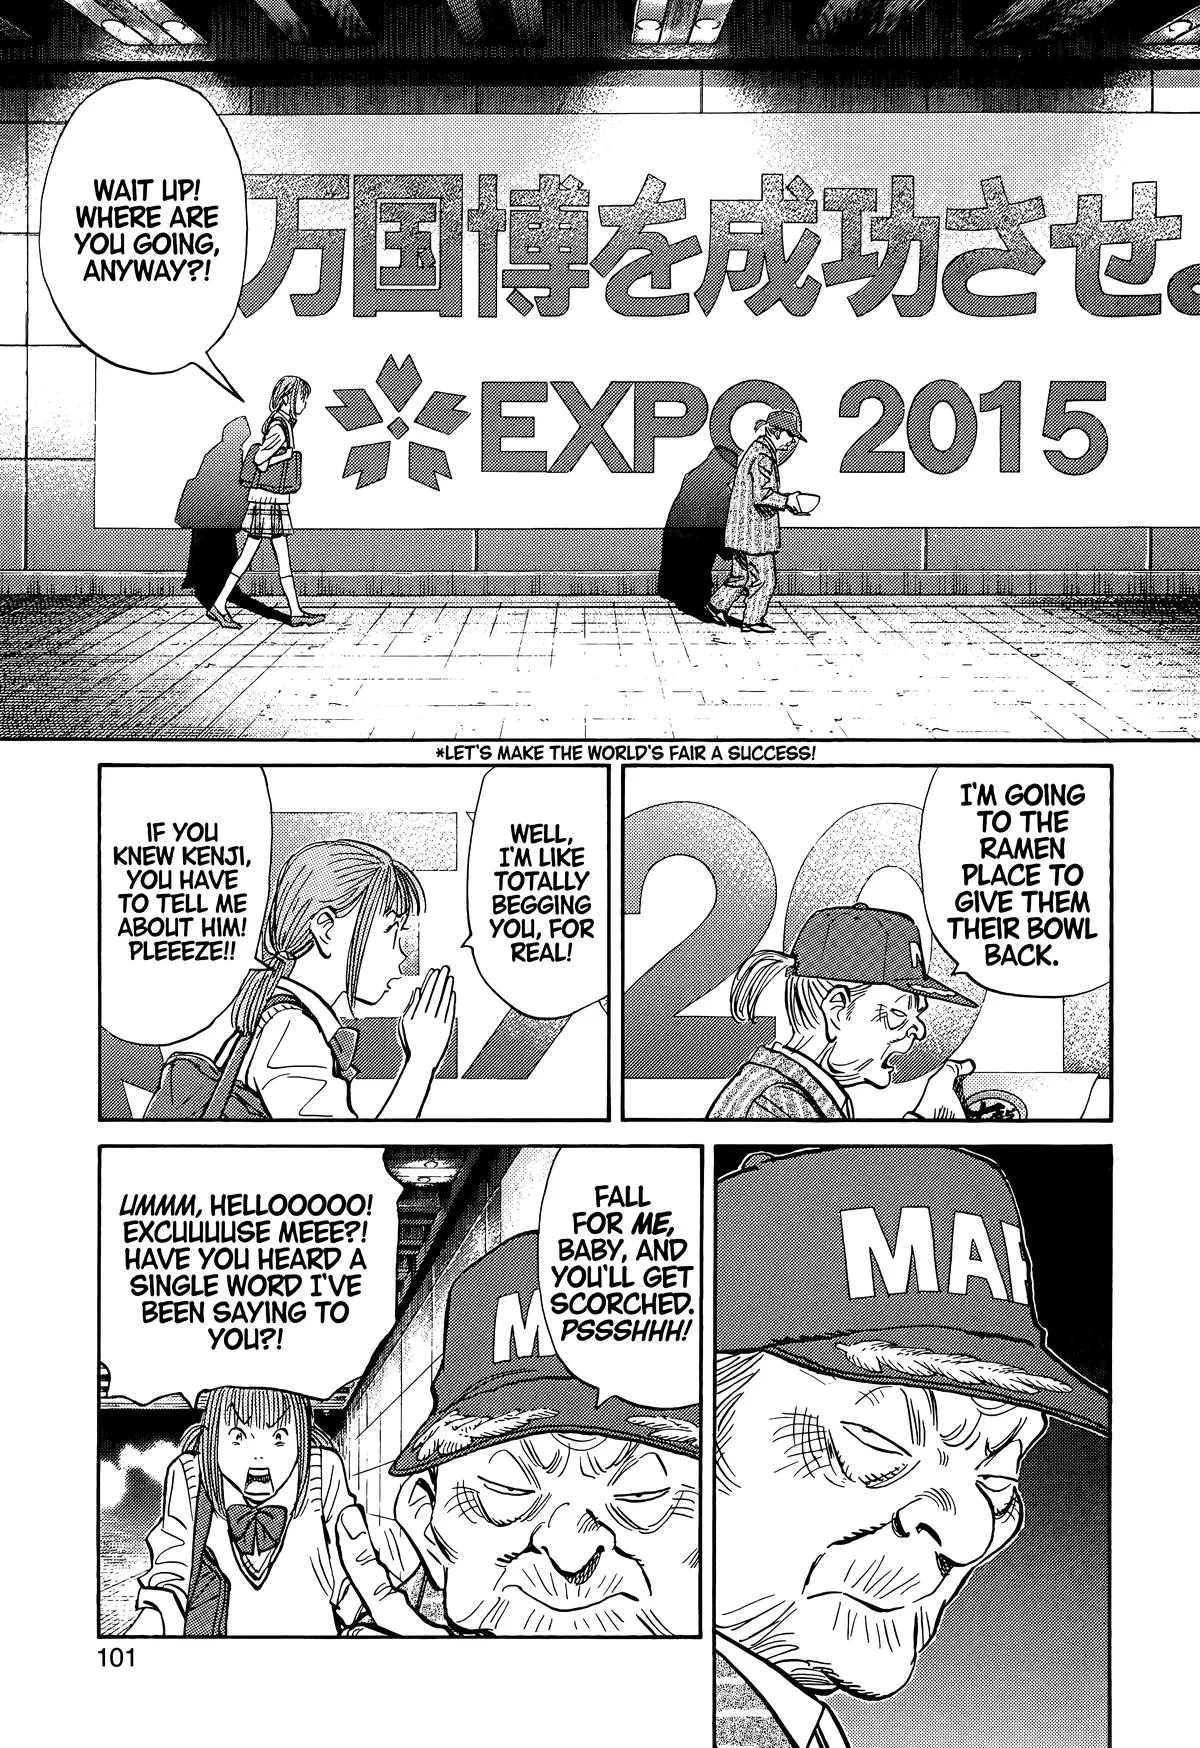 WAIT UP!
WHERE ARE
YOU GOING,
ANYWAY?!
万国博を成功させ。
EXPO 2015
*LET'S MAKE THE WORLD'S FAIR A SUCCESS!
I'M GOING
TO THE
RAMEN
PLACE TO
GIVE THEM
THEIR BOWL
BACK.
201
MA
WELL,
I'M LIKE
TOTALLY
BEGGING
YOU, FOR
REAL!
IF YOU
KNEW KENJI,
YOU HAVE
TO TELL ME
ABOUT HIM!
PLEEEZE!!
MAR
FALL
FOR ME,
BABY, AND
YOU'LL GET
SCORCHED.
PSSSHHH!
MA
UMMM, HELLOOOOO!
EXCUUUUSE MEEE?!
HAVE YOU HEARD A
SINGLE WORD I'VE
BEEN SAYING TO
YOU?!
101